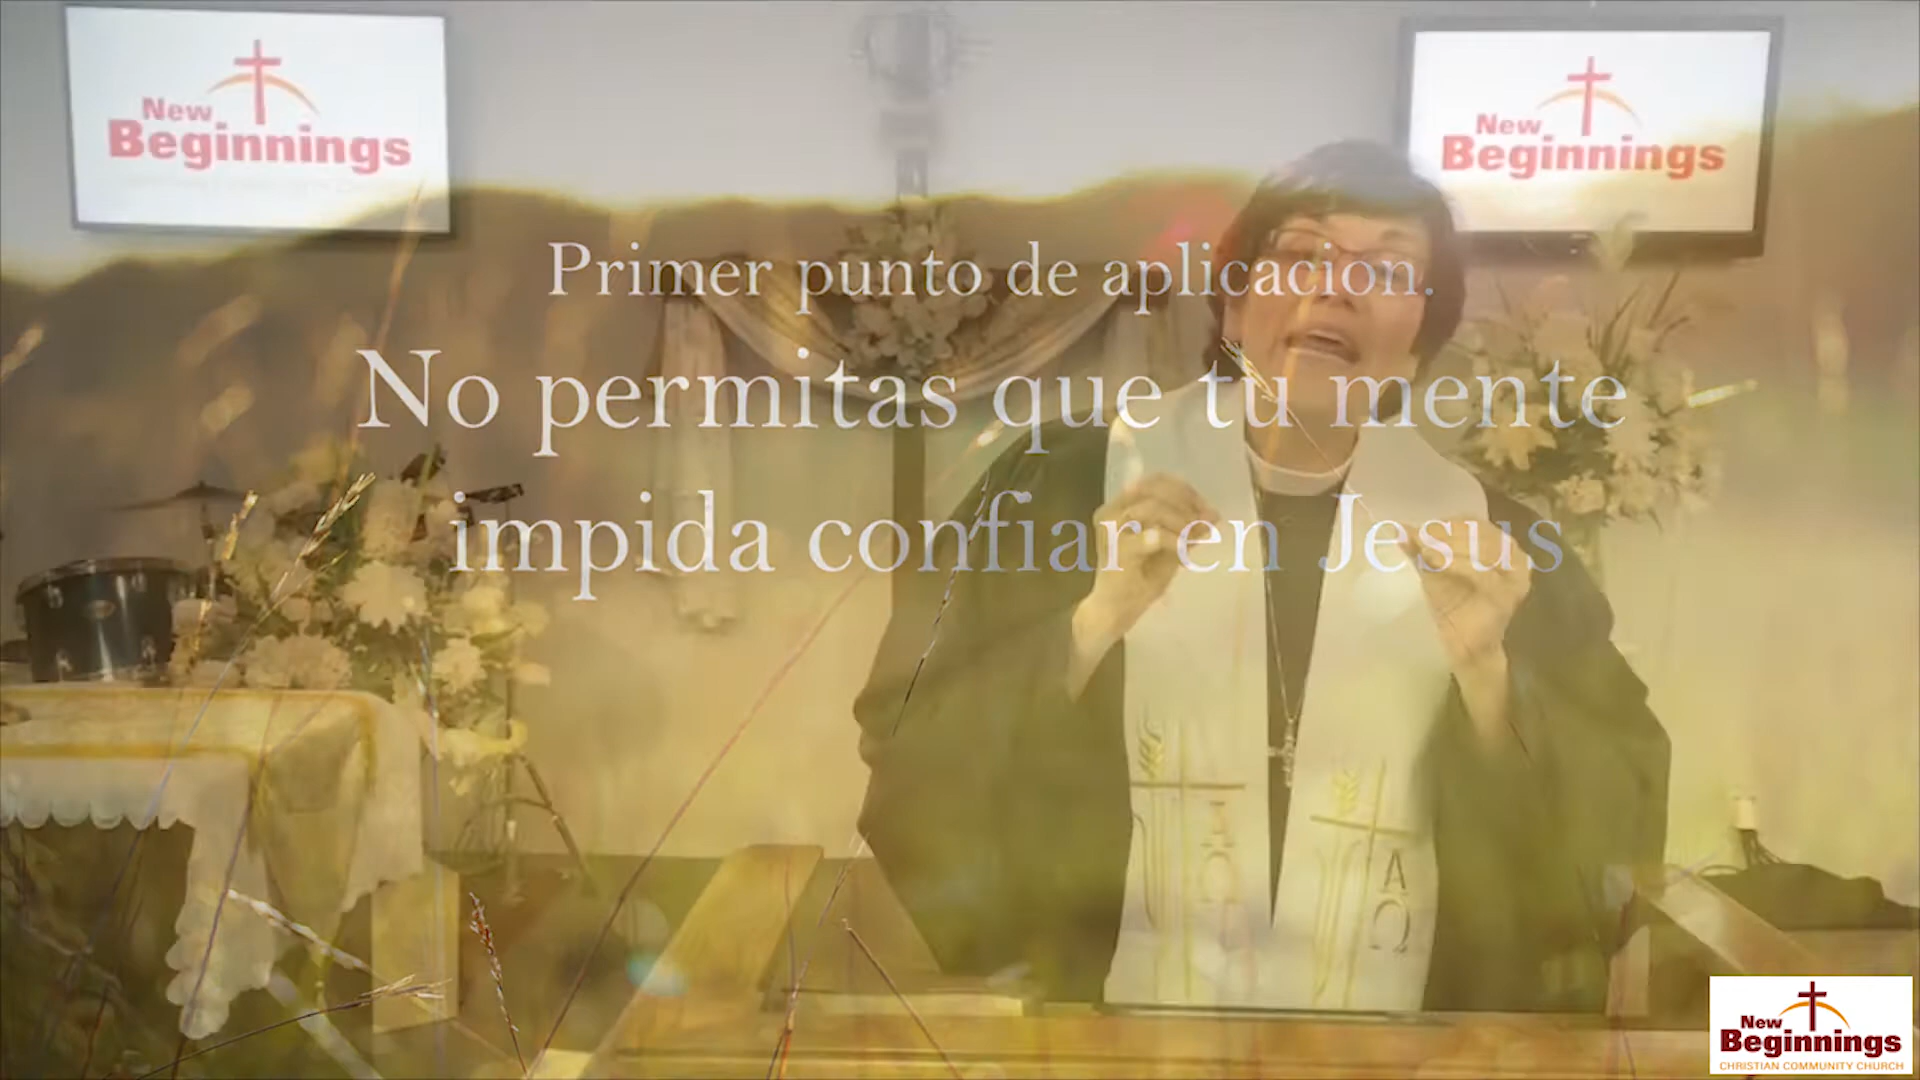 New
Beginnings
New
Beginnings
Primer punto de aplicacion.
No permitas que tu mente
impida confiar en Jesus
Α
Ω
New
Beginnings
CHRISTIAN COMMUNITY CHURCH